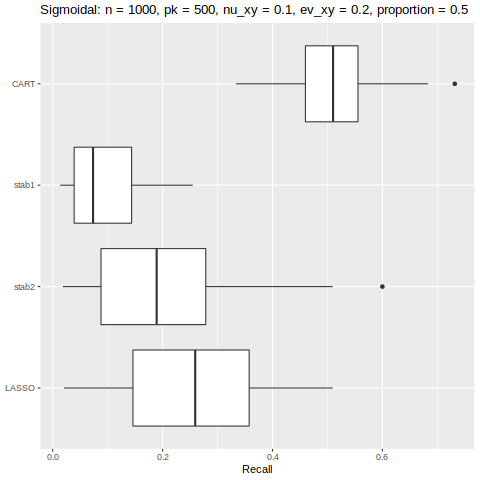 Sigmoidal: n = 1000, pk = 500, nu_xy = 0.1, ev_xy = 0.2, proportion = 0.5
CART
stab1
stab2
LASSO
0.0 0.2 0.4 0.6
Recall